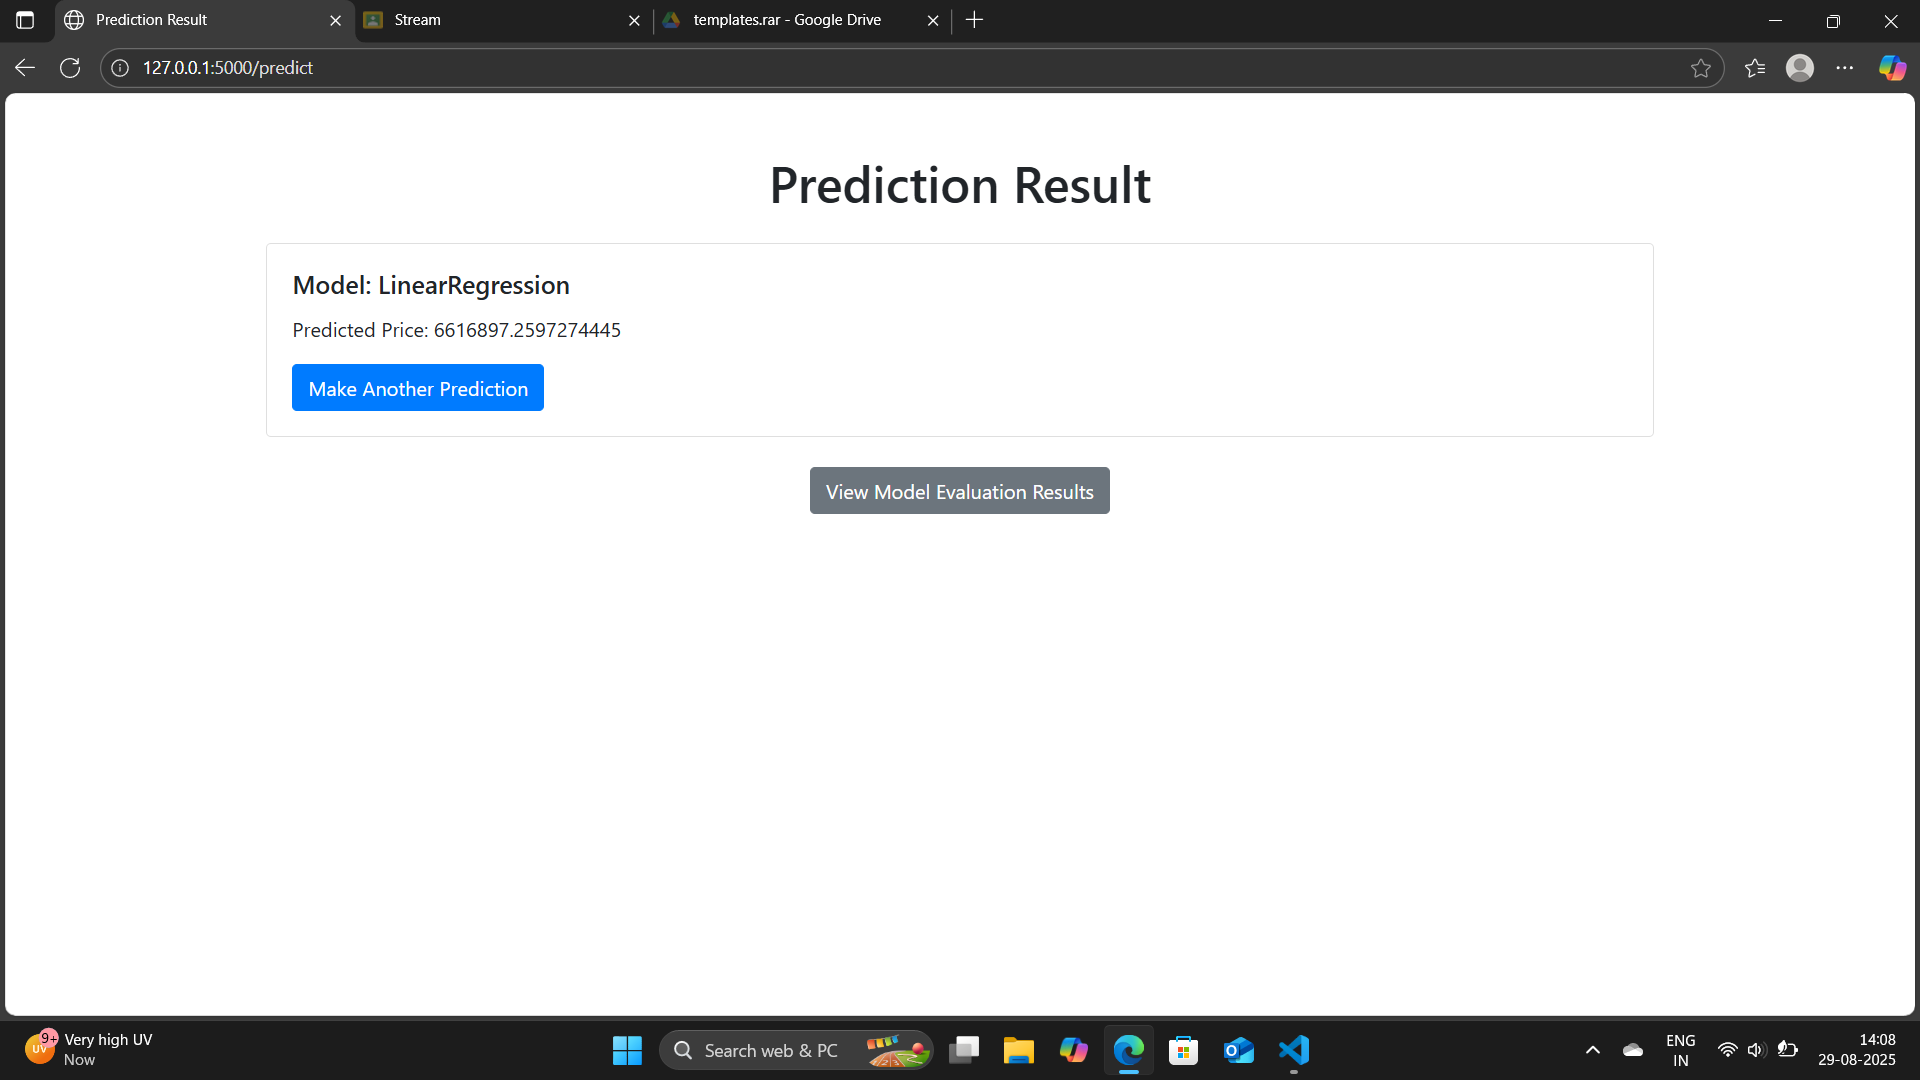 Prediction Result
Stream
templates.rar - Google Drive
127.0.0.1:5000/predict
Prediction Result
Model: LinearRegression
Predicted Price: 6616897.2597274445
Make Another Prediction
View Model Evaluation Results
9+
UV
Very high UV
Now
Search web & PC
ENG
IN
14:08
29-08-2025